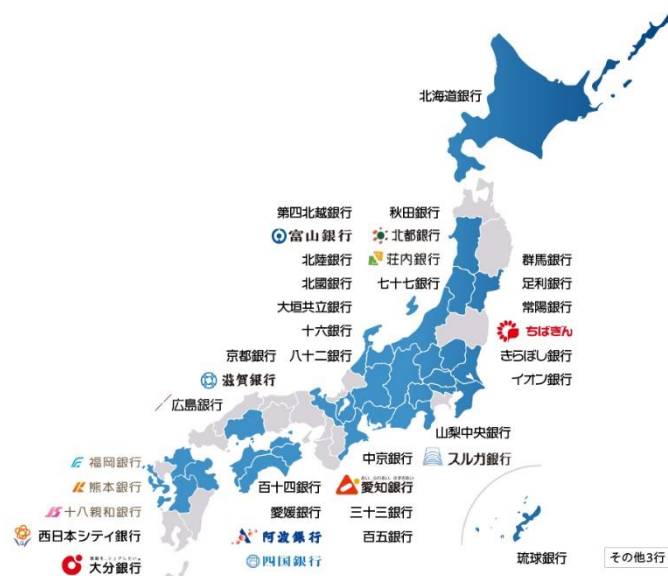 北海道銀行
第四北越銀行 秋田銀行
富山銀行 北都銀行
北陸銀行 荘内銀行 群馬銀行
北國銀行 七十七銀行 足利銀行
大垣共立銀行 常陽銀行
十六銀行 ちばぎん
京都銀行 八十二銀行 きらぼし銀行
滋賀銀行 イオン銀行
広島銀行
山梨中央銀行
福岡銀行 中京銀行 スルガ銀行
熊本銀行 百十四銀行 愛知銀行
十八親和銀行 愛媛銀行 三十三銀行
西日本シティ銀行 阿波銀行 百五銀行
大分銀行 四国銀行 琉球銀行 その他3行